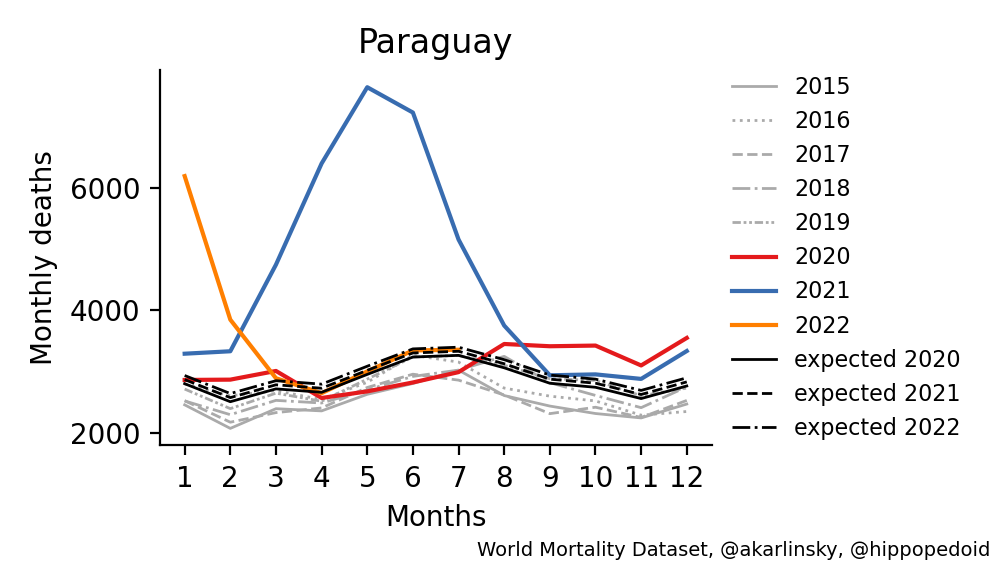 Paraguay
Monthly deaths
6000
4000
2000
1 2 3 4 5 6 7 8 9 10 11 12
Months
2015
2016
2017
2018
2019
2020
2021
2022
expected 2020
expected 2021
expected 2022
World Mortality Dataset, @akarlinsky, @hippopedoid